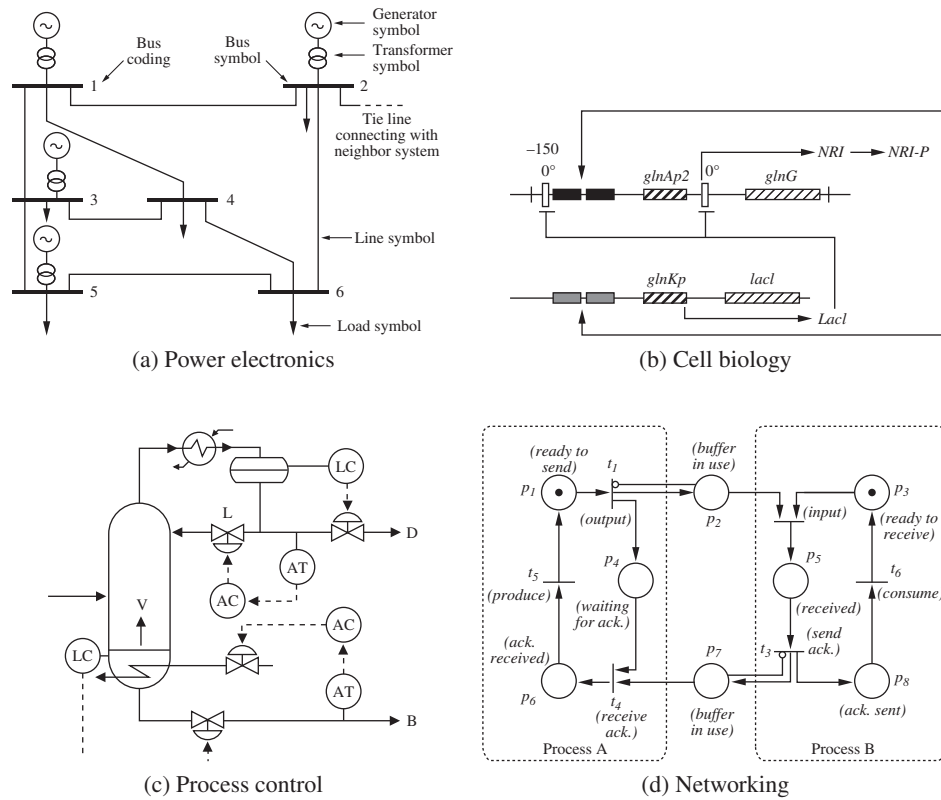 Generator
symbol
Transformer
symbol
Bus
coding
Bus
symbol
1
2
Tie line
connecting with
neighbor system
3
4
Line symbol
5
6
Load symbol
(a) Power electronics
–150
0°
0°
NRI
NRI-P
glnAp2
glnG
glnKp
lacl
Lacl
(b) Cell biology
LC
L
D
AT
AC
V
AC
LC
AT
B
(c) Process control
(ready to
send)
t1
(buffer
in use)
p1
p2
p3
(output)
(input)
(ready to
receive)
p4
p5
t5
(produce)
t6
(consume)
(waiting
for ack.)
(received)
(ack.
received)
p7
t3
(send
ack.)
p6
t4
p8
(receive
ack.)
(buffer
in use)
(ack. sent)
Process A
Process B
(d) Networking